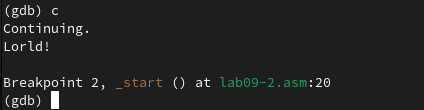 (gdb) c
Continuing.
Lorld!
Breakpoint 2, _start () at lab09-2.asm:20
(gdb)